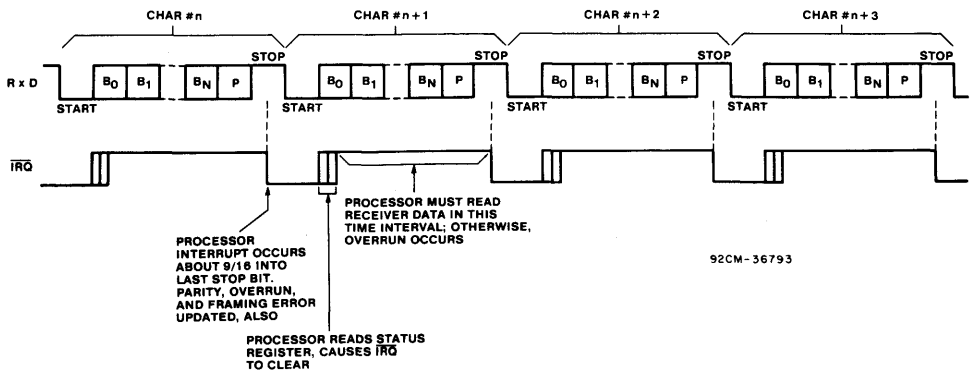 CHAR #n CHAR #n+1 CHAR #n+2 CHAR #n+3
STOP STOP STOP STOP
R x D B0 B1 BN P B0 B1 BN P B0 B1 BN P B0 B1 BN P
START START START START
IRQ
PROCESSOR MUST READ
RECEIVER DATA IN THIS
TIME INTERVAL; OTHERWISE,
OVERRUN OCCURS
PROCESSOR
INTERRUPT OCCURS
ABOUT 9/16 INTO
LAST STOP BIT.
PARITY, OVERRUN,
AND FRAMING ERROR
UPDATED, ALSO
92CM-36793
PROCESSOR READS STATUS
REGISTER, CAUSES IRQ
TO CLEAR